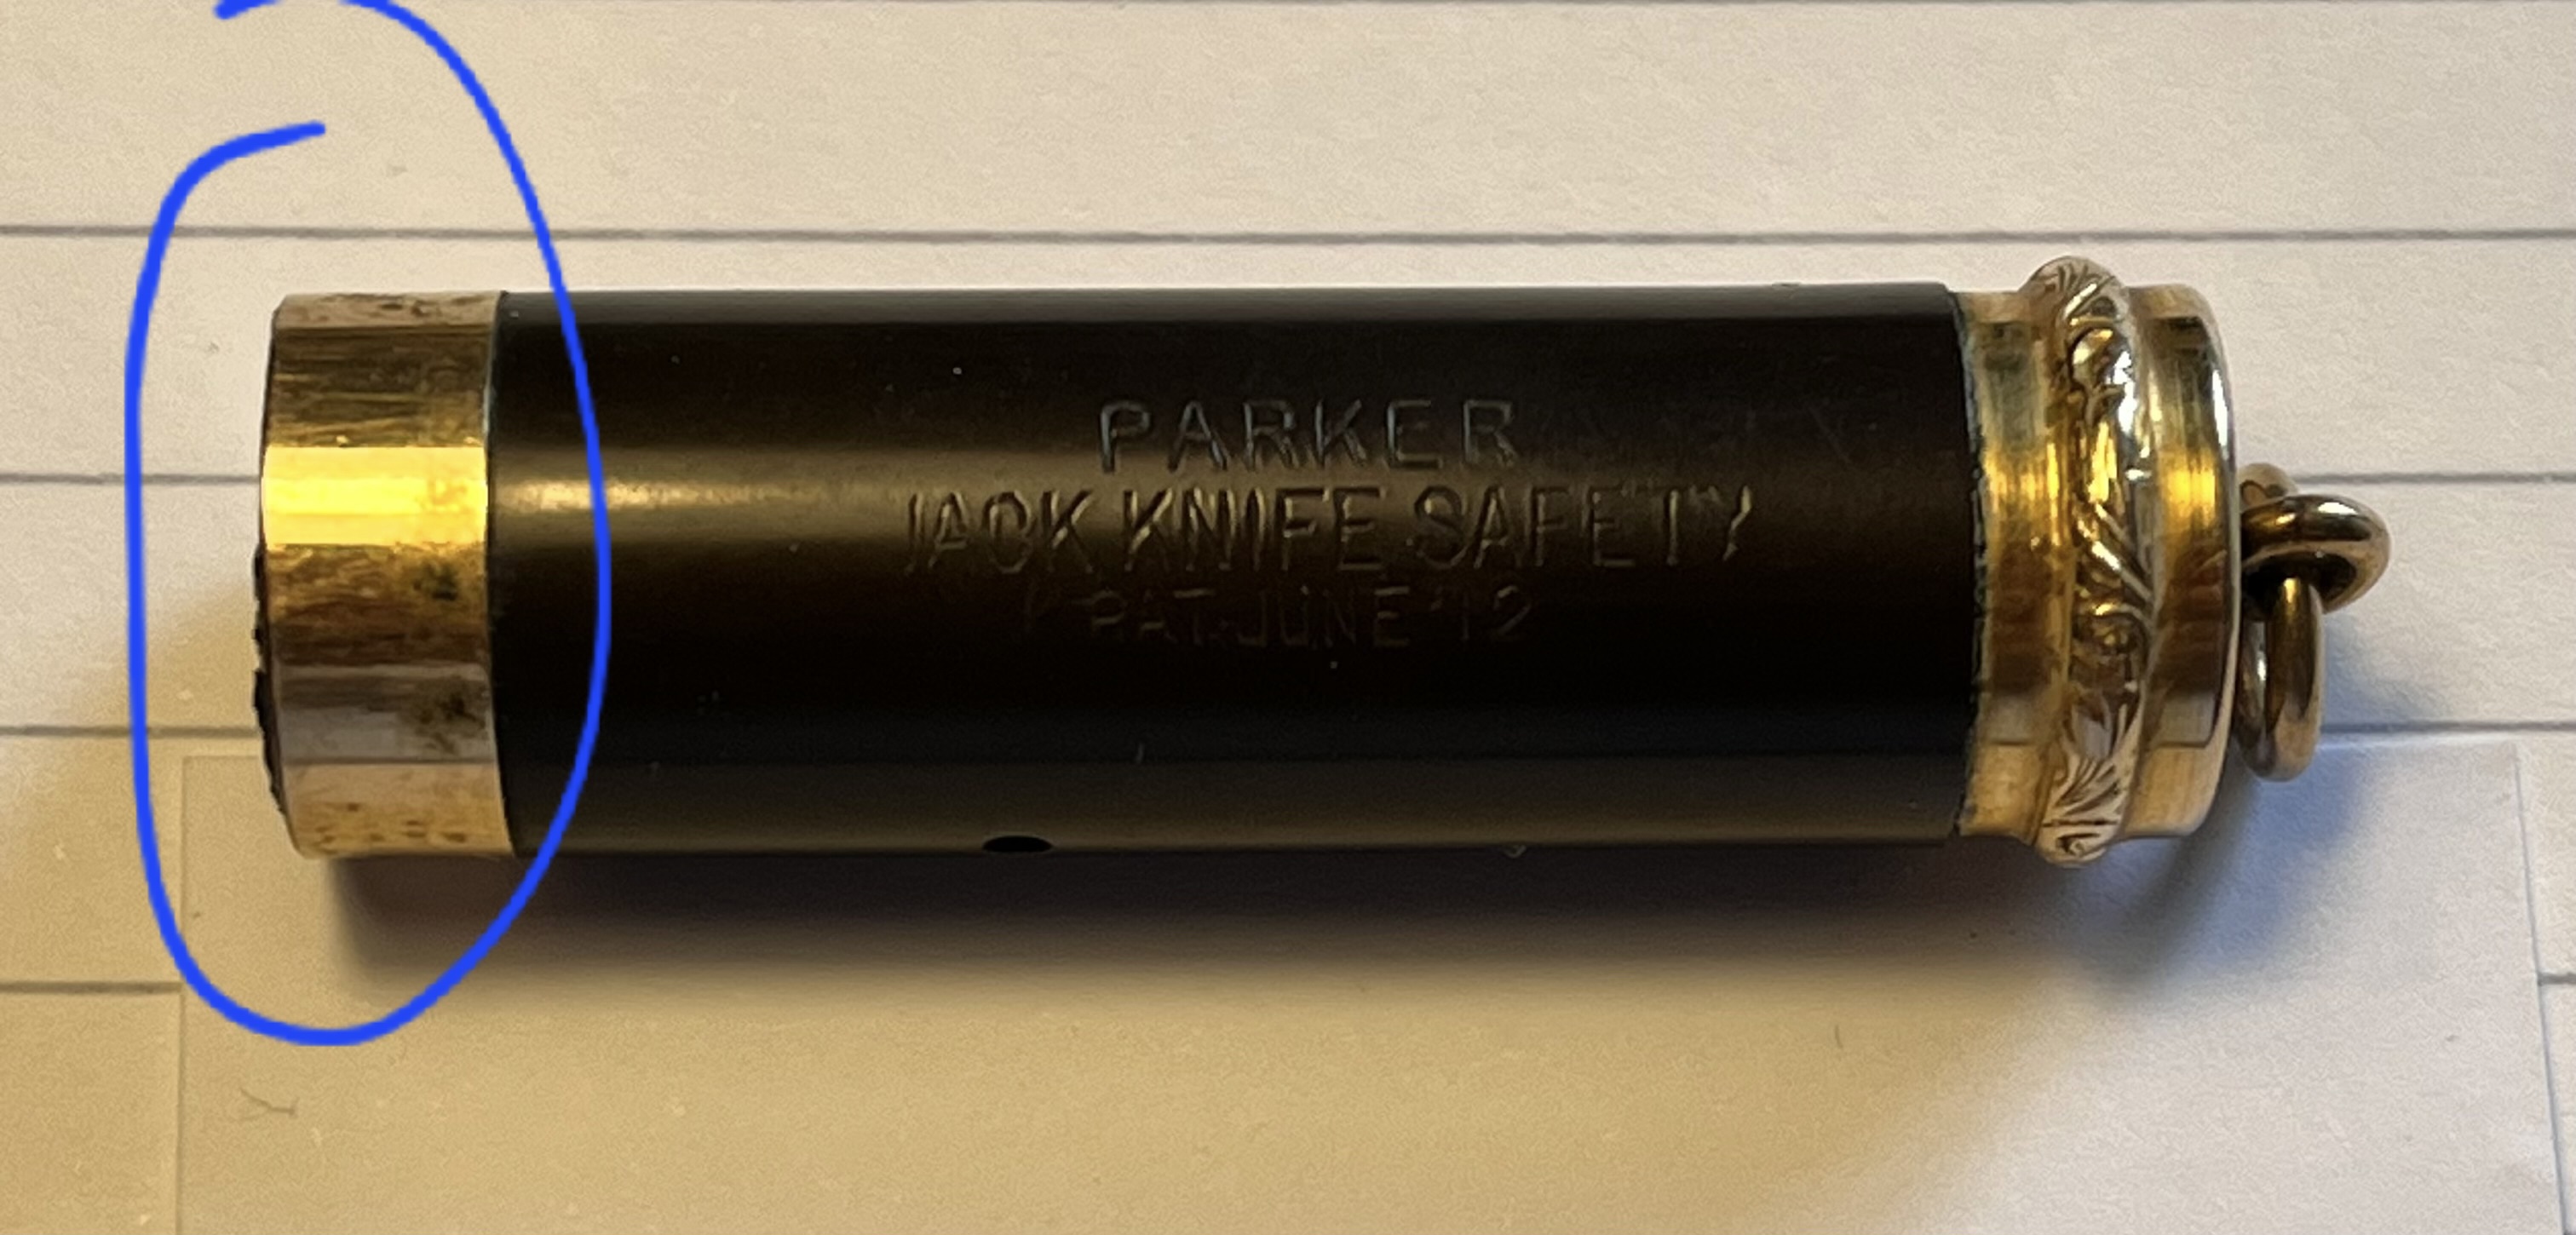 PARKER
JACK KNIFE SAFETY
PAT. JUNE '12